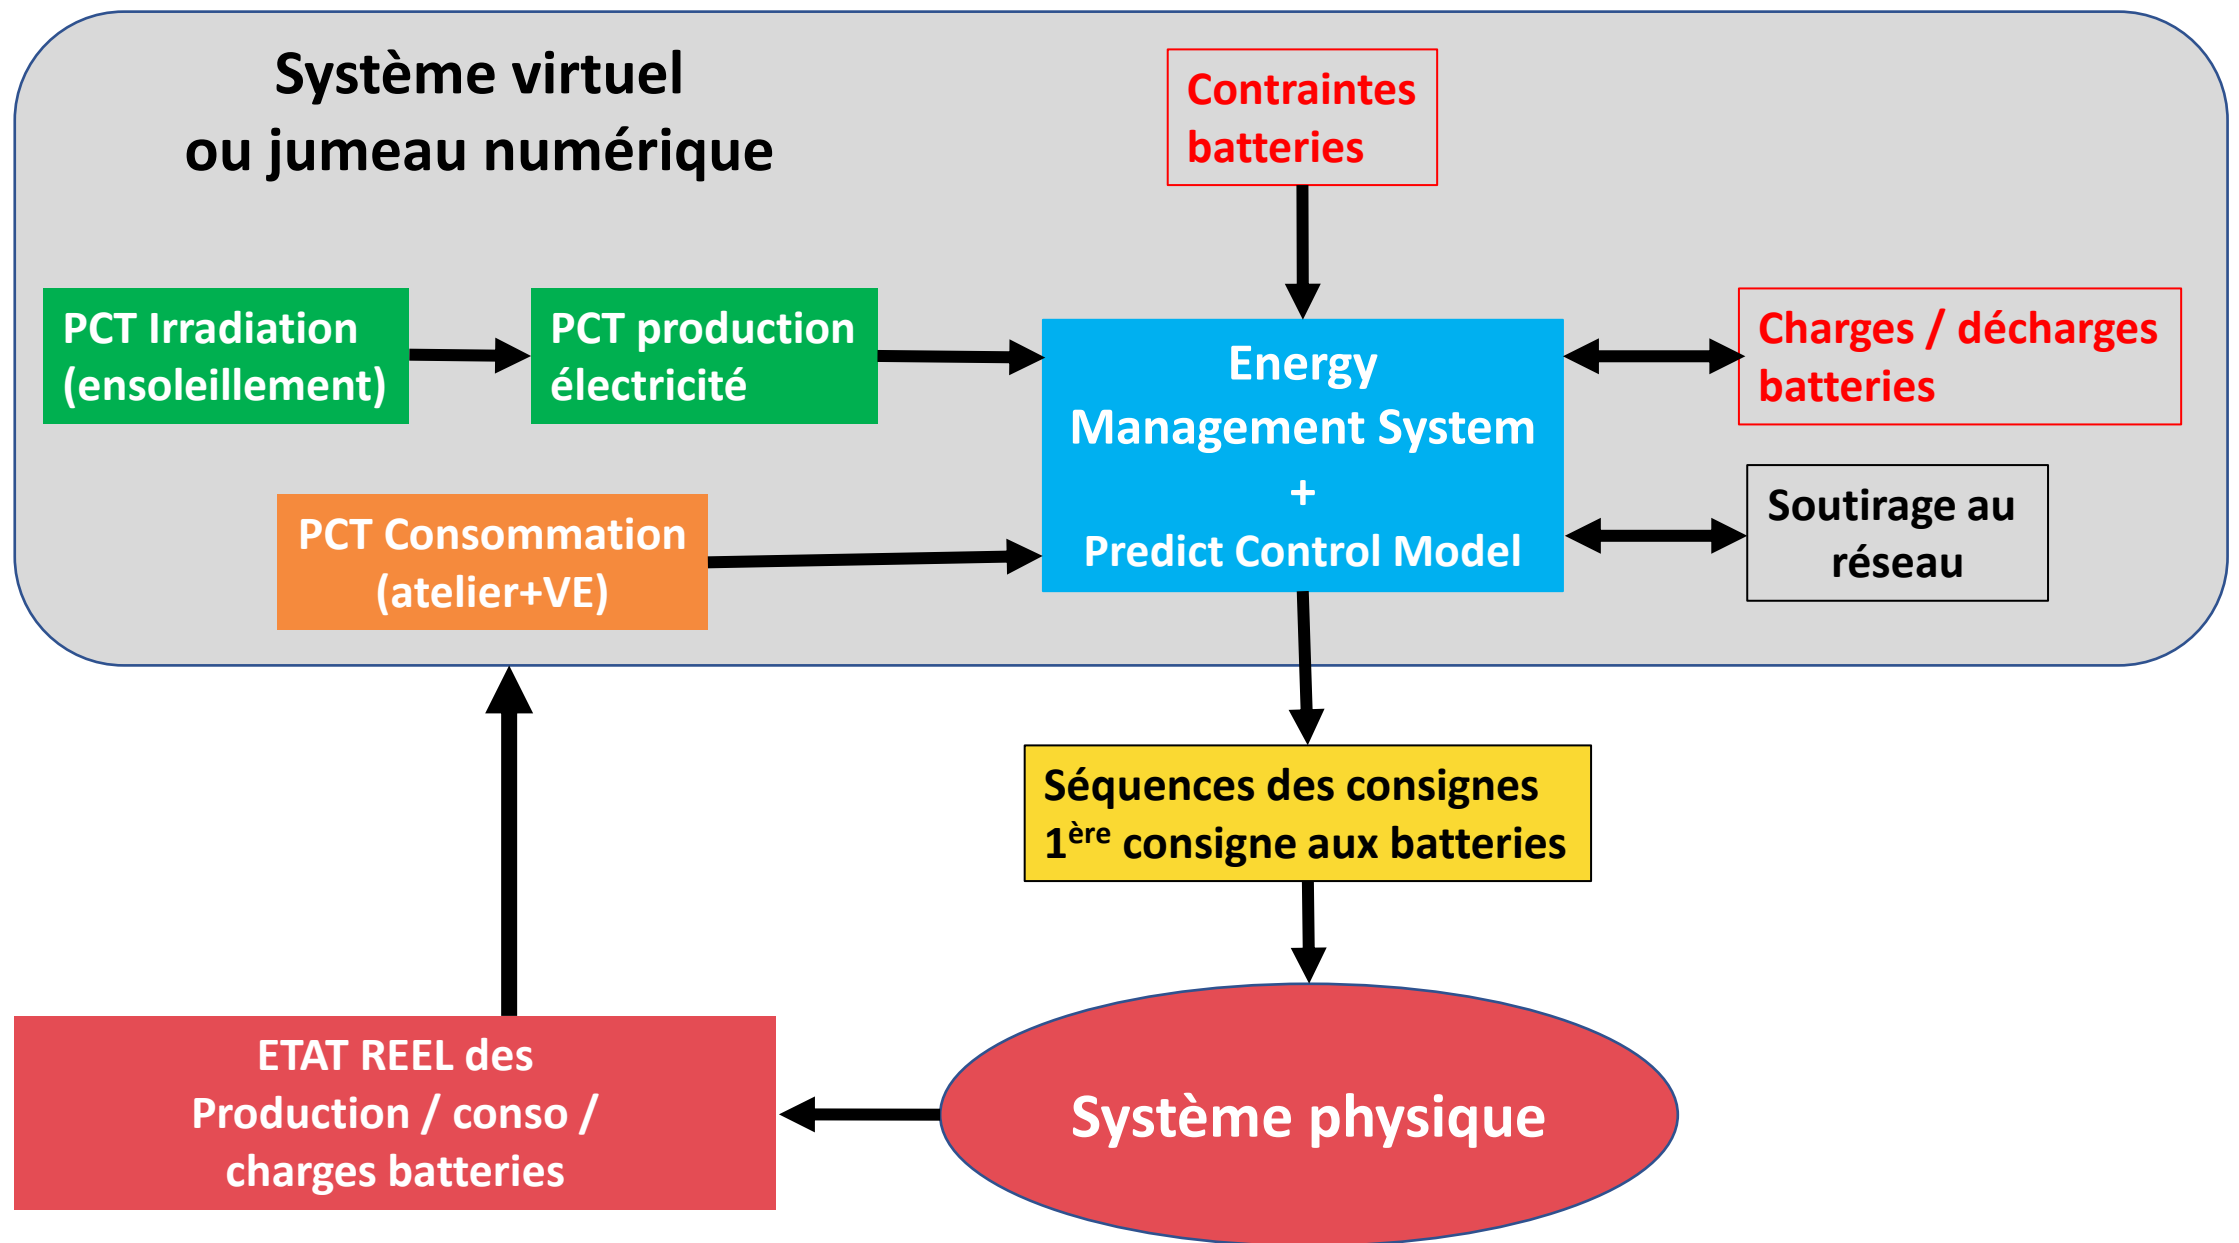 Système virtuel
ou jumeau numérique
Contraintes
batteries
PCT Irradiation
(ensoleillement)
PCT production
électricité
Energy
Management System
+
Predict Control Model
Charges / décharges
batteries
PCT Consommation
(atelier+VE)
Soutirage au
réseau
Séquences des consignes
1ère consigne aux batteries
ETAT REEL des
Production / conso /
charges batteries
Système physique